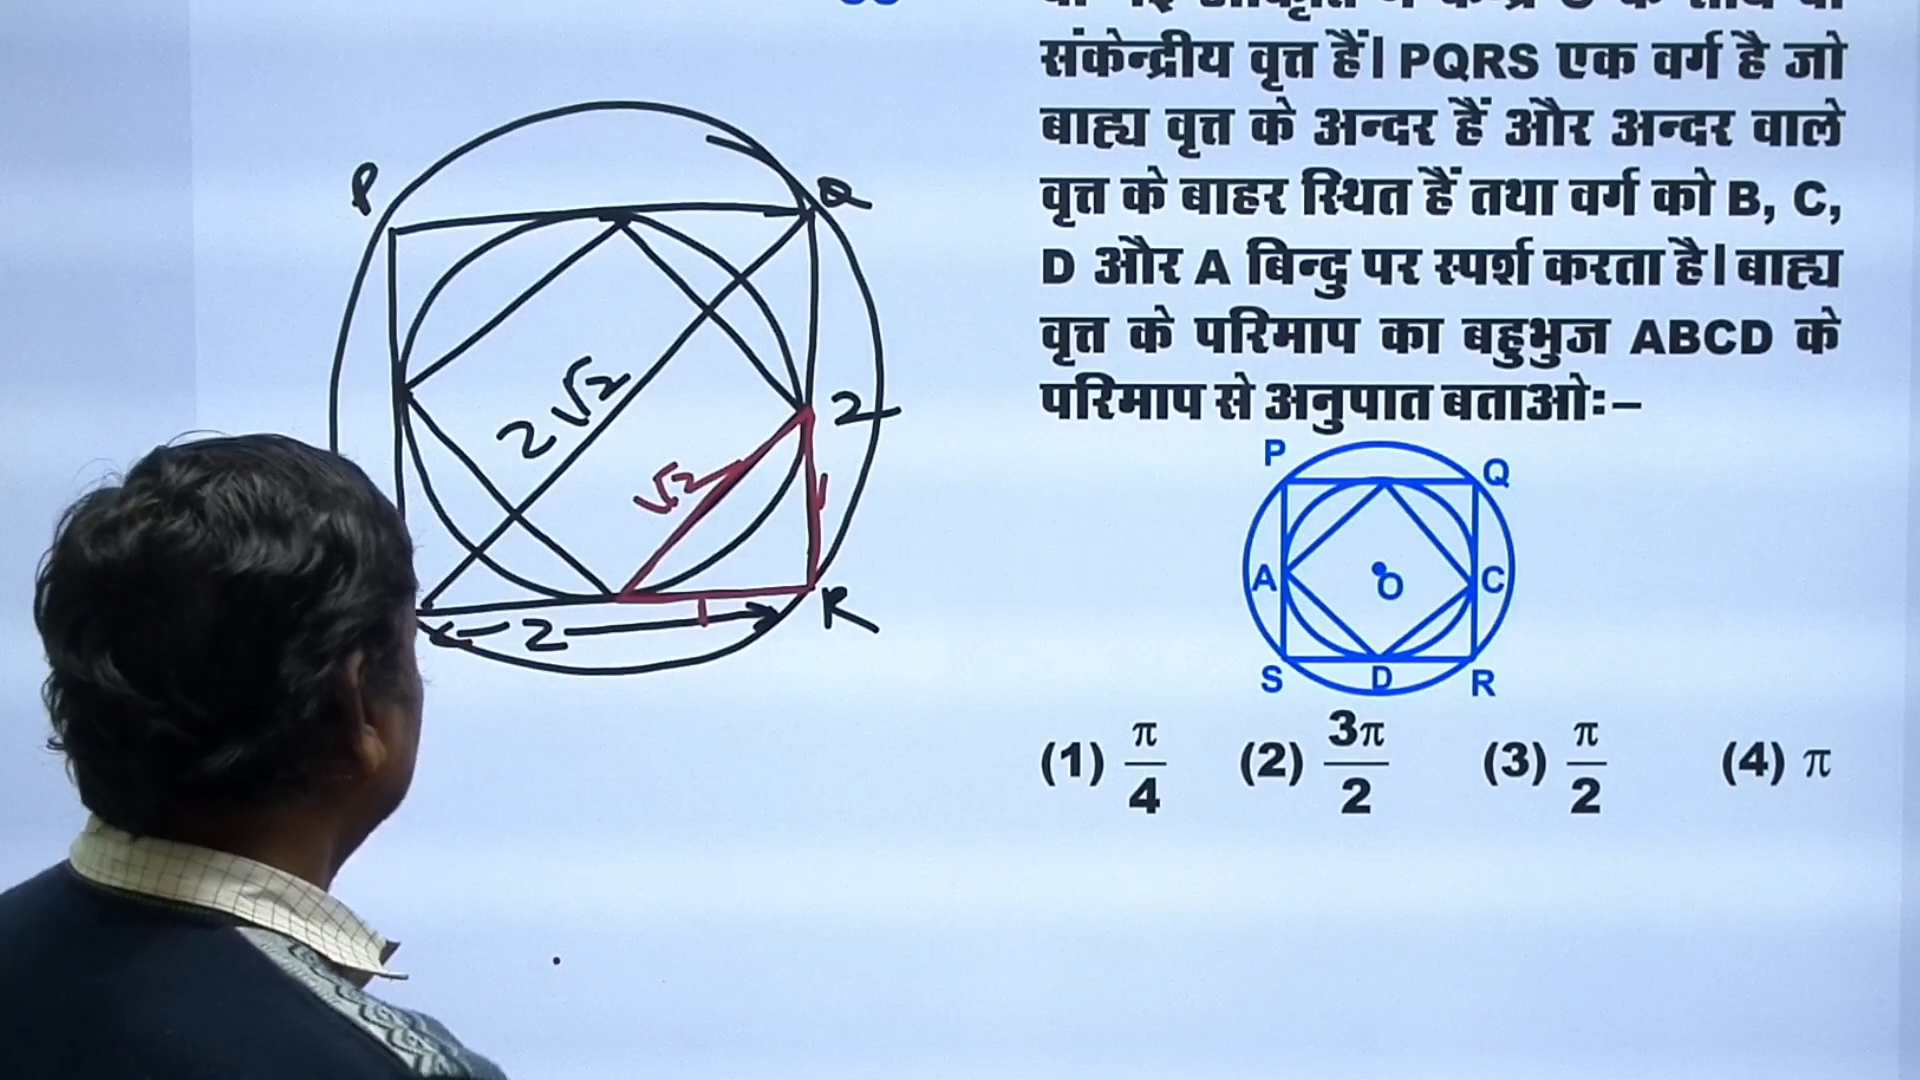 संकेन्द्रीय वृत्त हैं। PQRS एक वर्ग है जो
बाह्य वृत्त के अन्दर हैं और अन्दर वाले
वृत्त के बाहर स्थित हैं तथा वर्ग को B, C,
D और A बिन्दु पर स्पर्श करता है। बाह्य
वृत्त के परिमाप का बहुभुज ABCD के
परिमाप से अनुपात बताओः–
P
Q
A
O
C
S
D
R
(1) π/4 (2) 3π/2 (3) π/2 (4) π
P
Q
2√2
2
√2
1
1
2
R